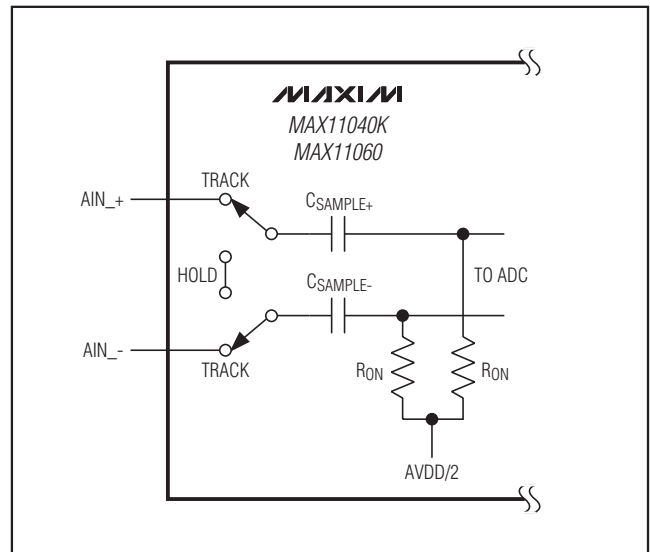 MAXIM
MAX11040K
MAX11060
TRACK
AIN_+
CSAMPLE+
HOLD
TO ADC
CSAMPLE-
AIN_-
TRACK
RON
RON
AVDD/2